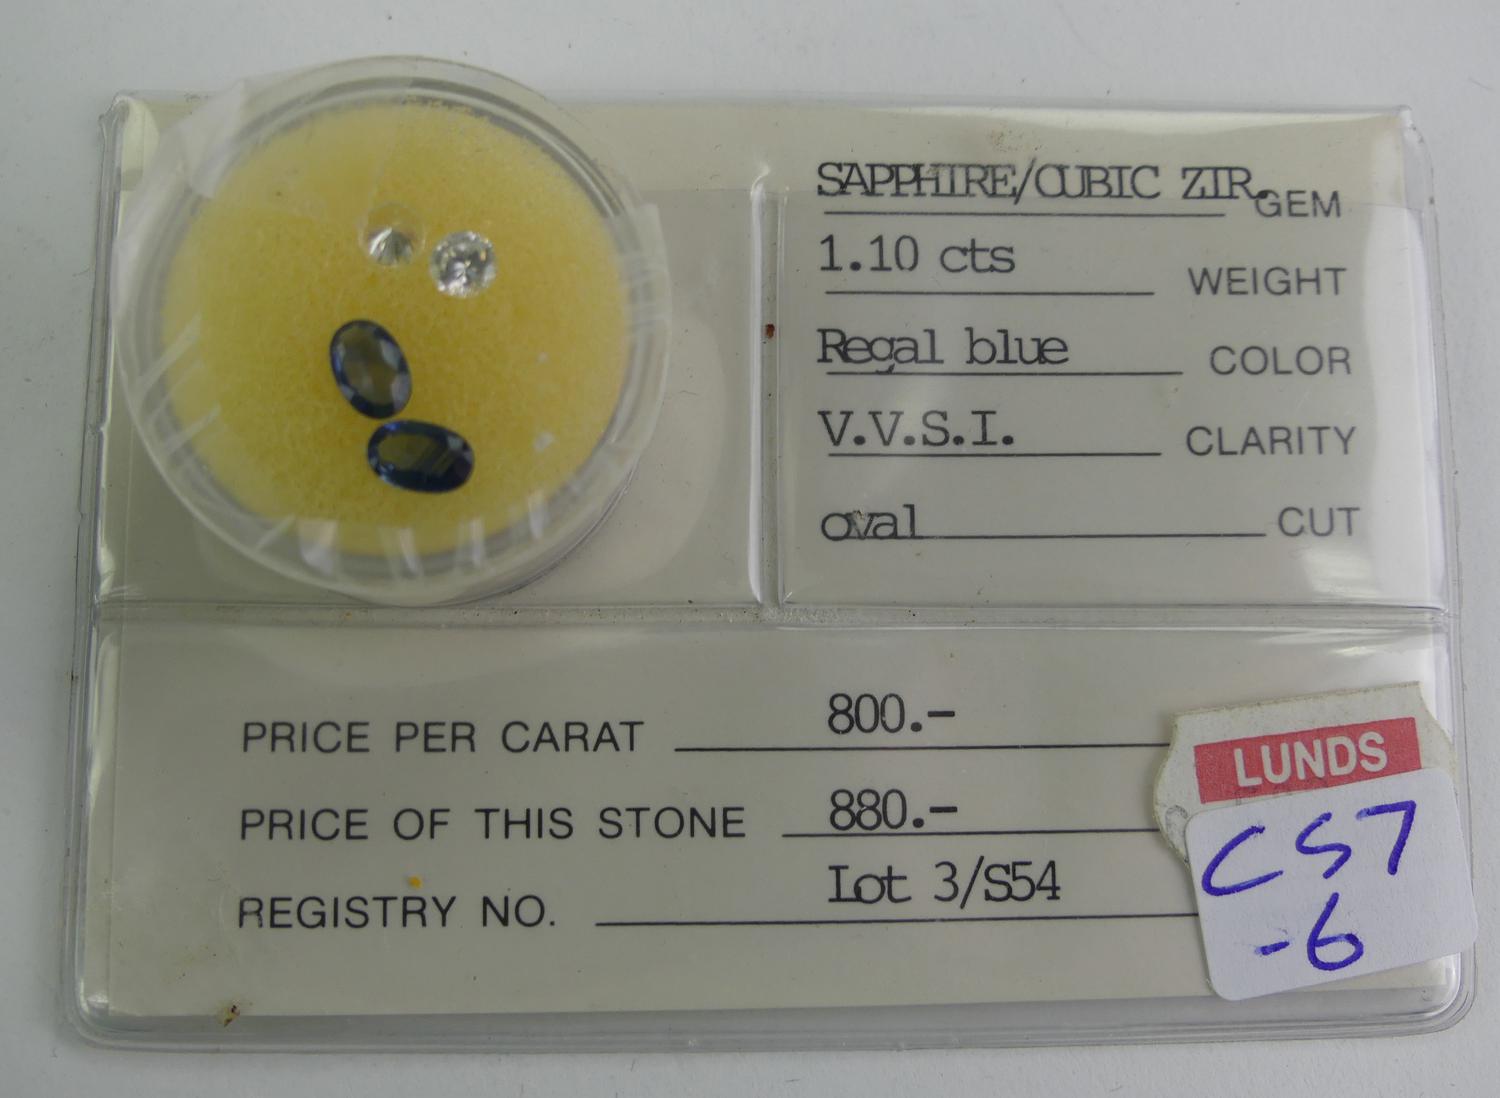 SAPPHIRE/CUBIC ZIR. GEM
1.10 cts WEIGHT
Regal blue COLOR
V.V.S.I. CLARITY
oval CUT
PRICE PER CARAT 800.-
PRICE OF THIS STONE 880.-
REGISTRY NO. Lot 3/S54
LUNDS
CS7
-6